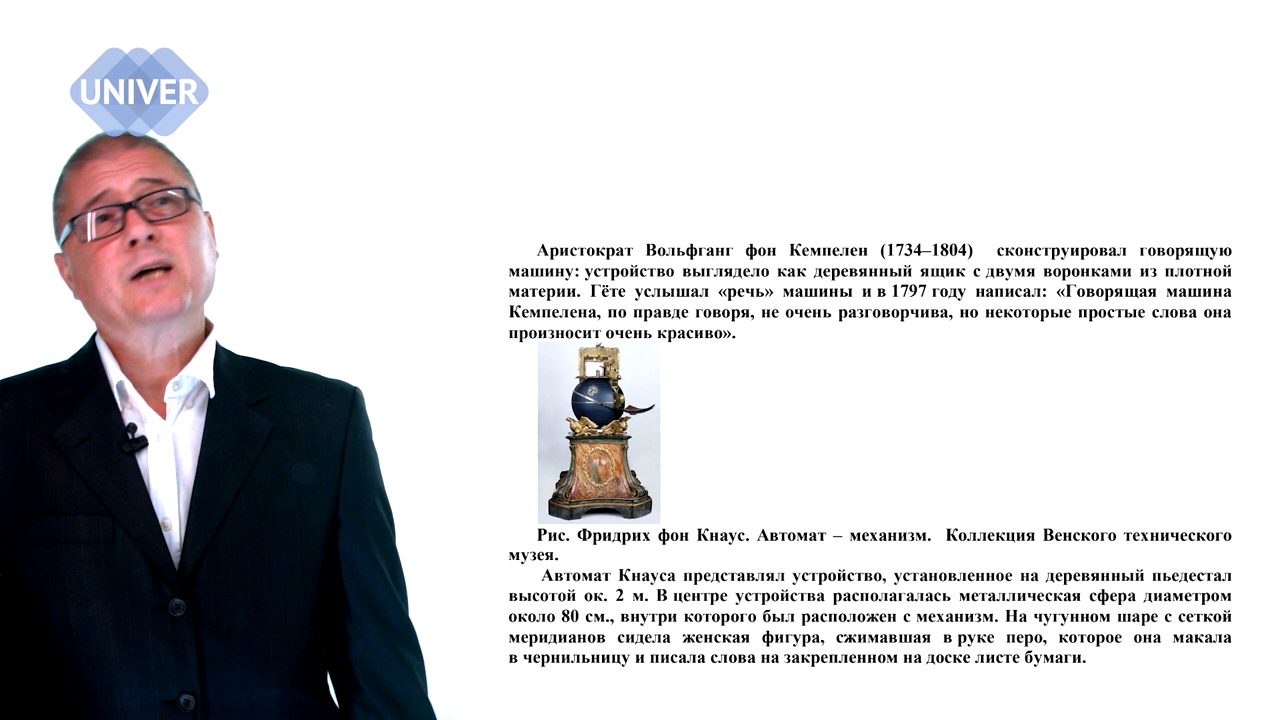 UNIVER
Аристократ Вольфганг фон Кемпелен (1734–1804) сконструировал говорящую
машину: устройство выглядело как деревянный ящик с двумя воронками из плотной
материи. Гёте услышал «речь» машины и в 1797 году написал: «Говорящая машина
Кемпелена, по правде говоря, не очень разговорчива, но некоторые простые слова она
произносит очень красиво».
Рис. Фридрих фон Кнаус. Автомат – механизм. Коллекция Венского технического
музея.
Автомат Кнауса представлял устройство, установленное на деревянный пьедестал
высотой ок. 2 м. В центре устройства располагалась металлическая сфера диаметром
около 80 см., внутри которого был расположен с механизм. На чугунном шаре с сеткой
меридианов сидела женская фигура, сжимавшая в руке перо, которое она макала
в чернильницу и писала слова на закрепленном на доске листе бумаги.